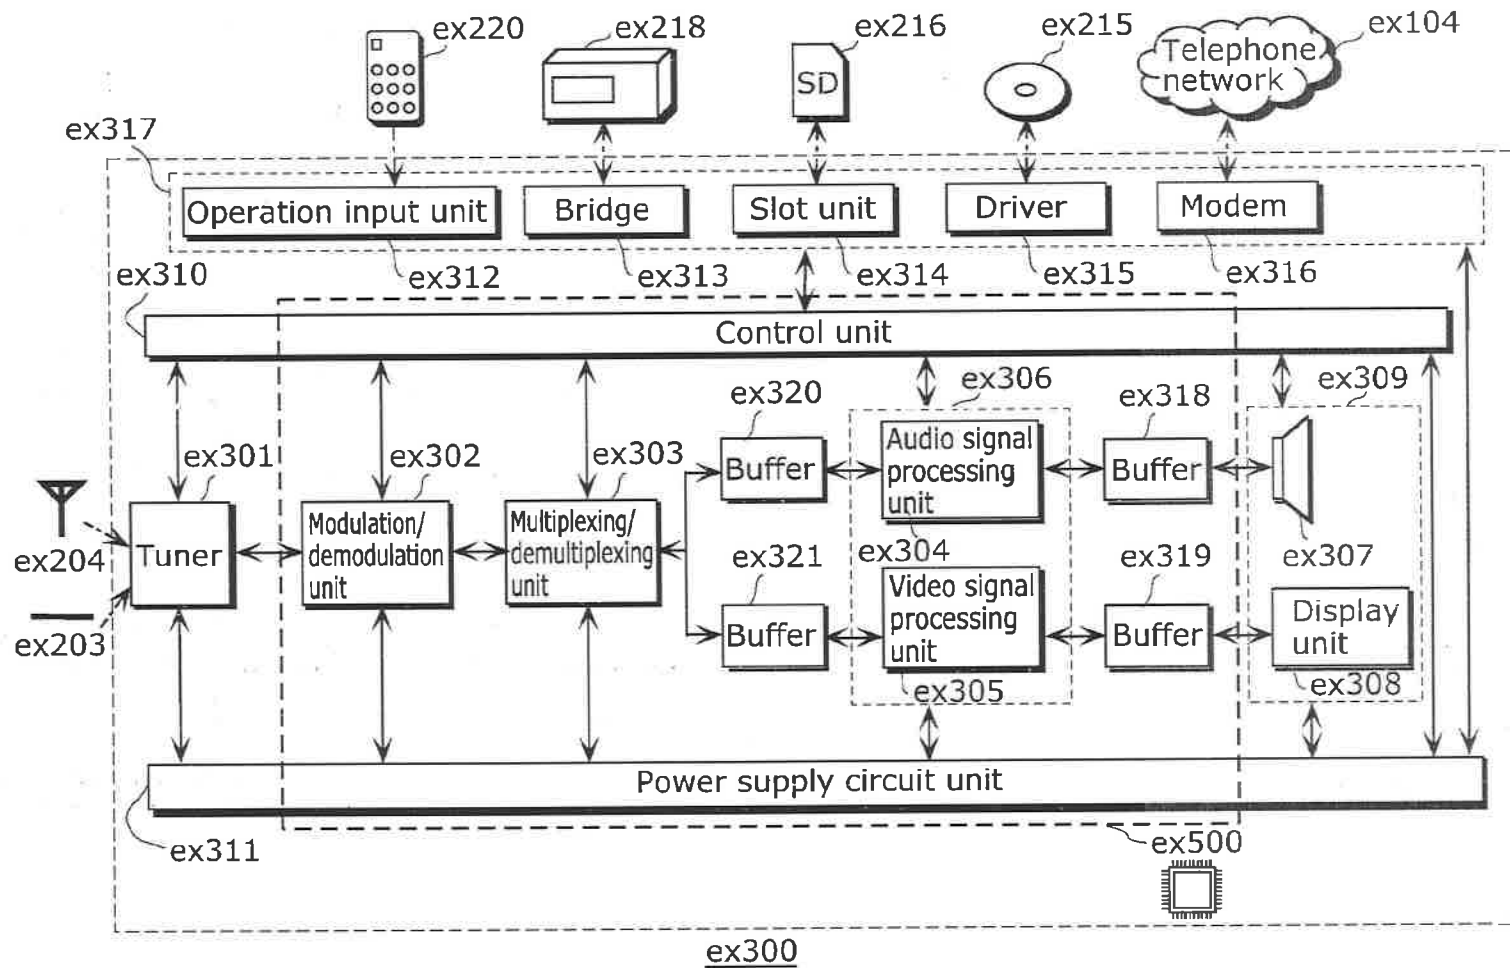 ex220
ex218
ex216
ex215
ex104
SD
Telephone
network
ex317
Operation input unit
Bridge
Slot unit
Driver
Modem
ex312
ex313
ex314
ex315
ex316
ex310
Control unit
ex306
ex309
ex320
ex318
ex301
ex302
ex303
Buffer
Audio signal
processing
unit
Buffer
ex204
Tuner
Modulation/
demodulation
unit
Multiplexing/
demultiplexing
unit
ex304
ex307
ex321
ex319
ex203
Buffer
Video signal
processing
unit
Buffer
Display
unit
ex305
ex308
Power supply circuit unit
ex311
ex500
ex300